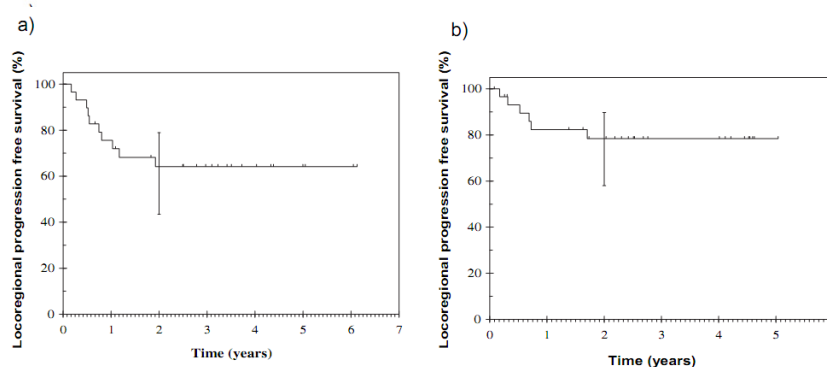 a)
b)
Locoregional progression free survival (%)
100
80
60
40
20
0
0 1 2 3 4 5 6 7
Time (years)
Locoregional progression free survival (%)
100
80
60
40
20
0
0 1 2 3 4 5
Time (years)